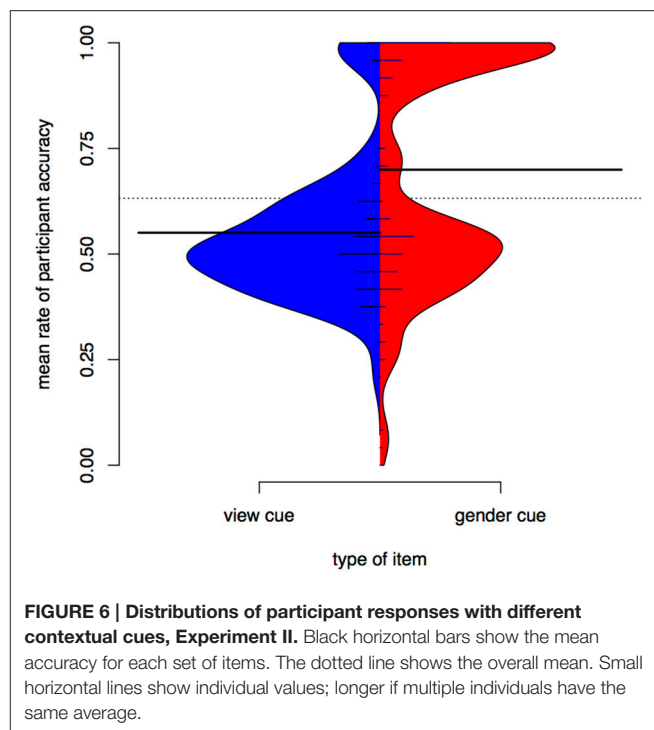 1.00
0.75
0.50
0.25
0.00
mean rate of participant accuracy
view cue
gender cue
type of item
FIGURE 6 | Distributions of participant responses with different
contextual cues, Experiment II. Black horizontal bars show the mean
accuracy for each set of items. The dotted line shows the overall mean. Small
horizontal lines show individual values; longer if multiple individuals have the
same average.